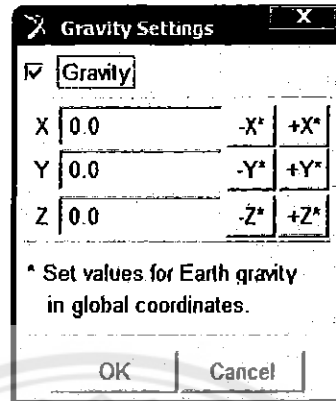 Gravity Settings X
Gravity
X 0.0 -X* +X*
Y 0.0 -Y* +Y*
Z 0.0 -Z* +Z*
* Set values for Earth gravity
in global coordinates.
OK Cancel